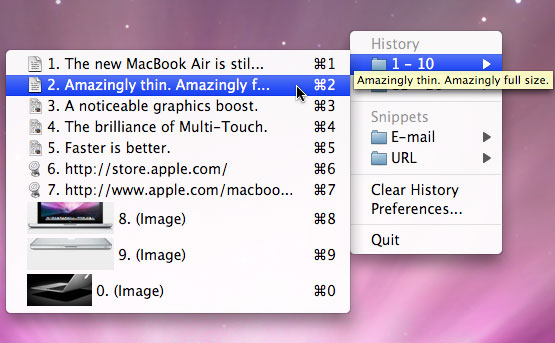 History
1 – 10
Amazingly thin. Amazingly full size.
Snippets
E-mail
URL
Clear History
Preferences...
Quit
1. The new MacBook Air is stil... ⌘1
2. Amazingly thin. Amazingly f... ⌘2
3. A noticeable graphics boost. ⌘3
4. The brilliance of Multi-Touch. ⌘4
5. Faster is better. ⌘5
6. http://store.apple.com/ ⌘6
7. http://www.apple.com/macboo... ⌘7
8. (Image) ⌘8
9. (Image) ⌘9
0. (Image) ⌘0